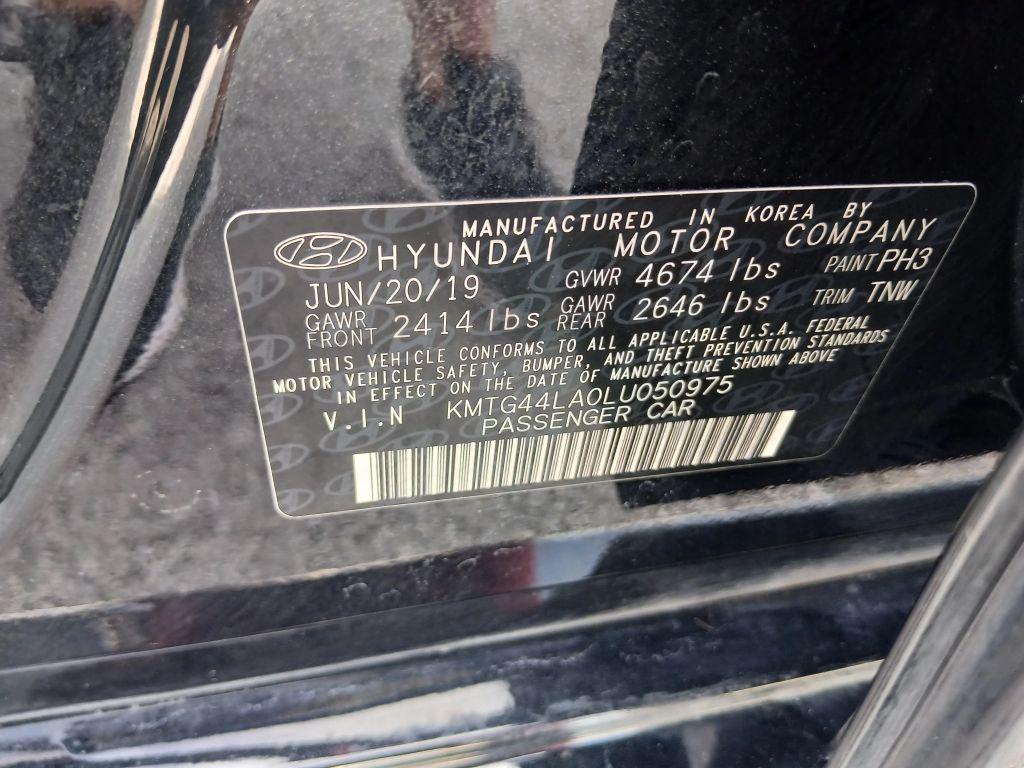 MANUFACTURED IN KOREA BY
HYUNDAI MOTOR COMPANY
JUN/20/19 GVWR 4674 lbs PAINT PH3
GAWR FRONT 2414 lbs GAWR REAR 2646 lbs TRIM TNW
THIS VEHICLE CONFORMS TO ALL APPLICABLE U.S.A. FEDERAL
MOTOR VEHICLE SAFETY, BUMPER, AND THEFT PREVENTION STANDARDS
IN EFFECT ON THE DATE OF MANUFACTURE SHOWN ABOVE
V.I.N KMTG44LA0LU050975
PASSENGER CAR